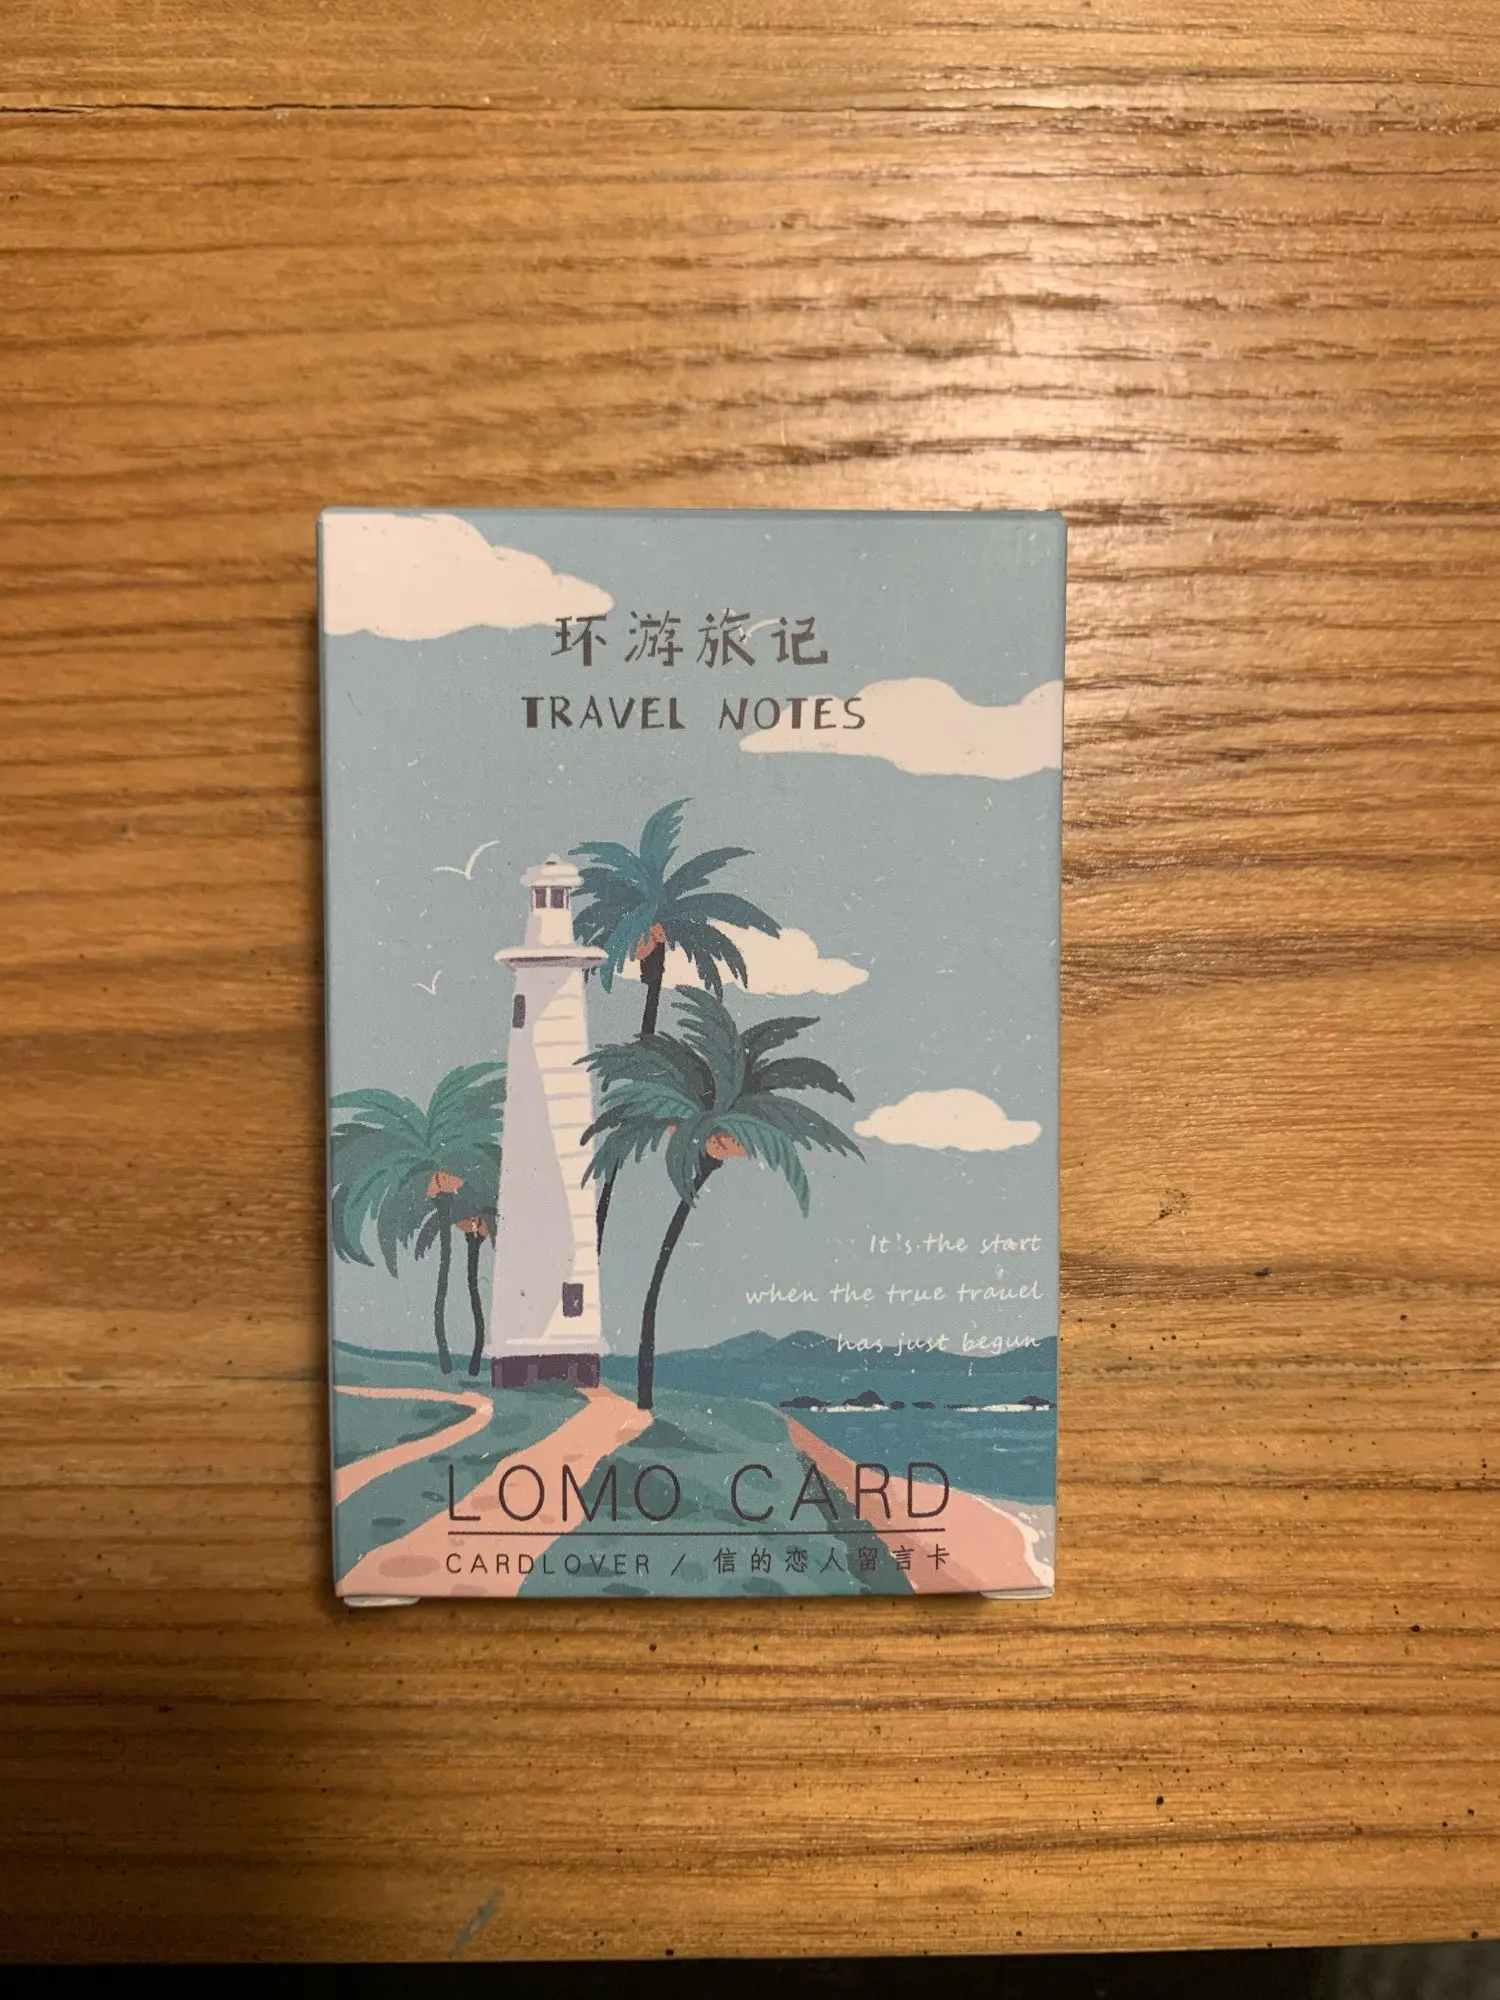 环游旅记
TRAVEL NOTES
It's the start
when the true travel
has just begun
LOMO CARD
CARDLOVER / 信的恋人留言卡